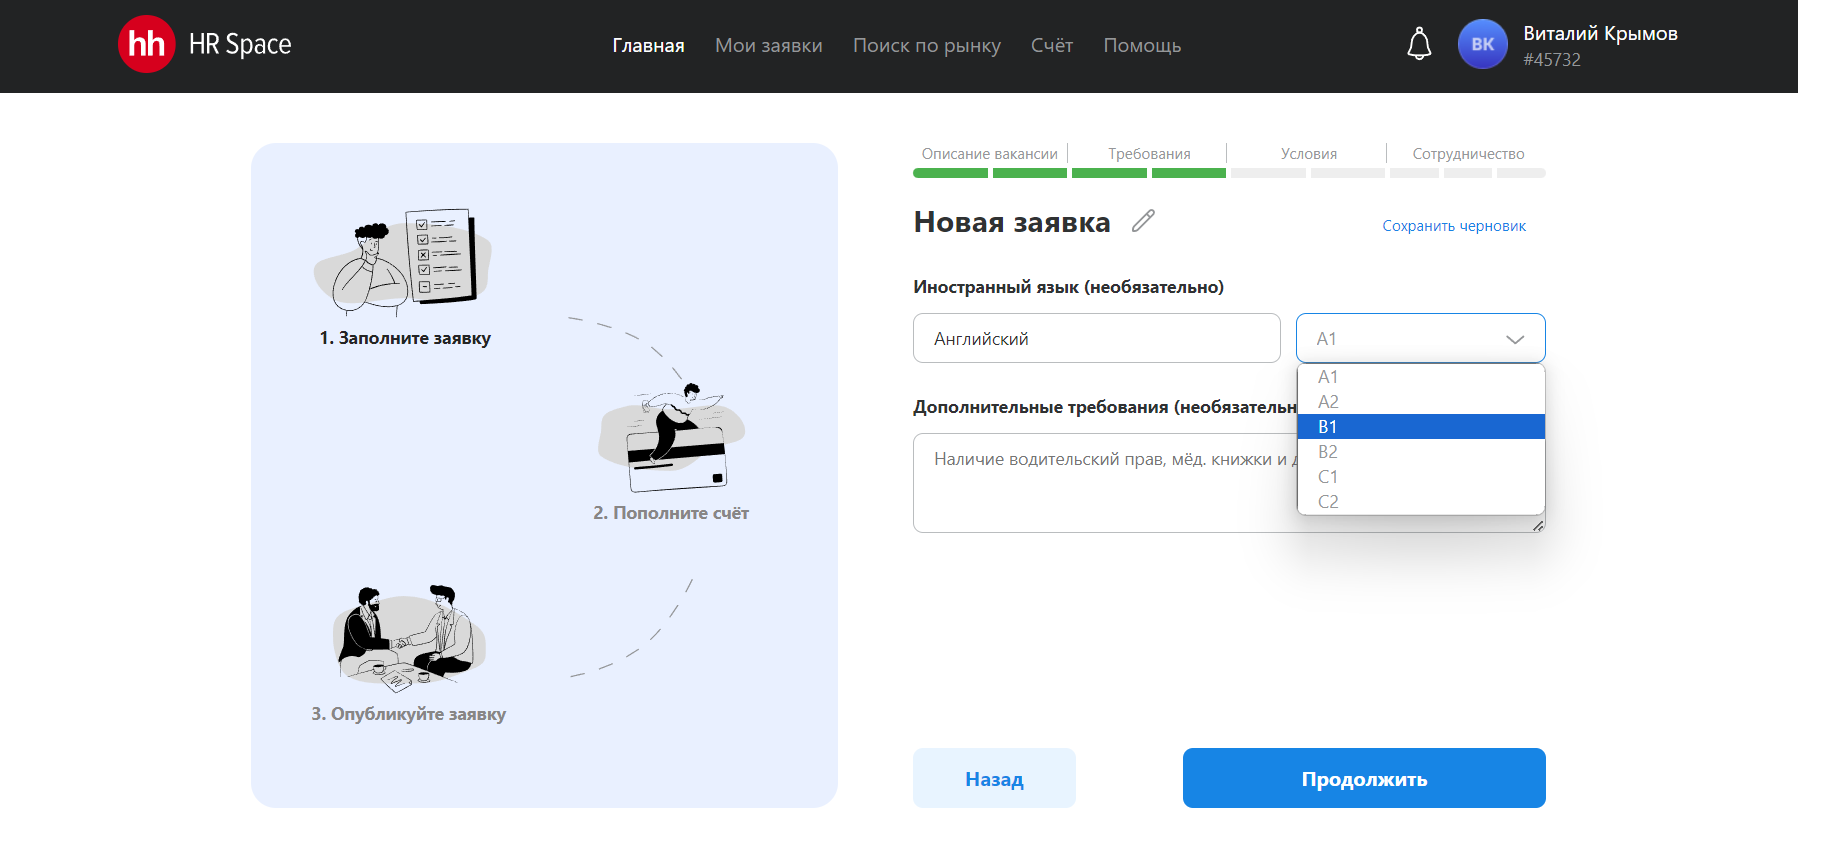 hh HR Space
Главная Мои заявки Поиск по рынку Счёт Помощь
ВК
Виталий Крымов
#45732
1. Заполните заявку
2. Пополните счёт
3. Опубликуйте заявку
Описание вакансии Требования Условия Сотрудничество
Новая заявка
Сохранить черновик
Иностранный язык (необязательно)
Английский
A1
A1
A2
B1
B2
C1
C2
Дополнительные требования (необязательн
Наличие водительский прав, мёд. книжки и д
Назад
Продолжить